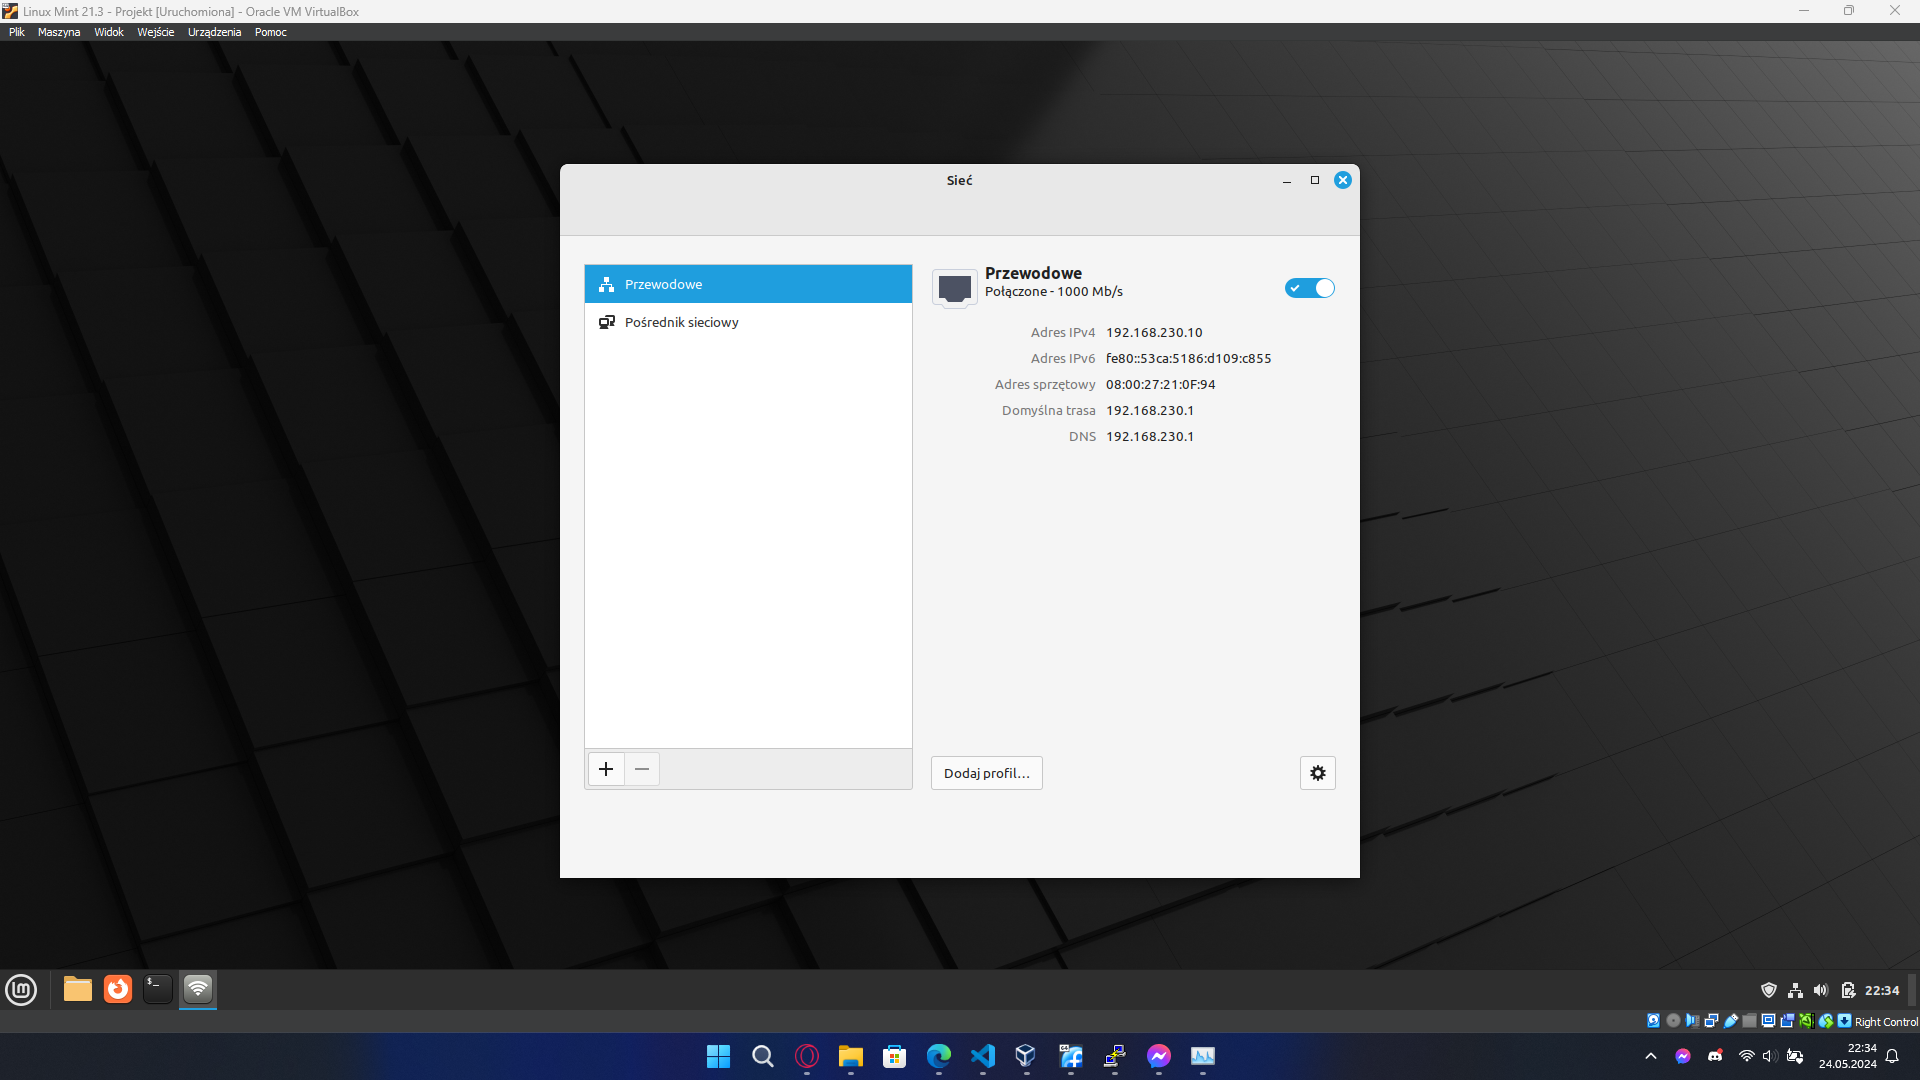 Linux Mint 21.3 - Projekt [Uruchomiona] - Oracle VM VirtualBox
Plik Maszyna Widok Wejście Urządzenia Pomoc
Sieć
Przewodowe
Pośrednik sieciowy
Przewodowe
Połączone - 1000 Mb/s
Adres IPv4 192.168.230.10
Adres IPv6 fe80::53ca:5186:d109:c855
Adres sprzętowy 08:00:27:21:0F:94
Domyślna trasa 192.168.230.1
DNS 192.168.230.1
Dodaj profil…
22:34
Right Control
22:34
24.05.2024